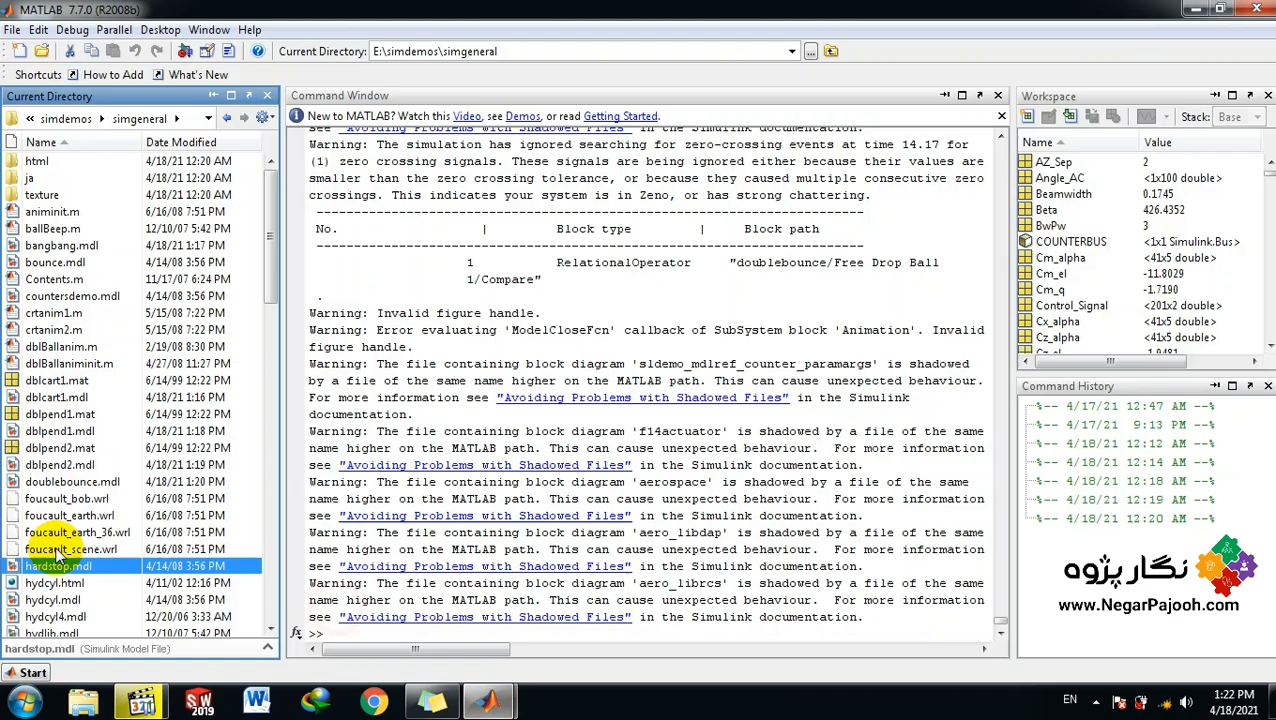 MATLAB 7.7.0 (R2008b)
File Edit Debug Parallel Desktop Window Help
Current Directory: E:\simdemos\simgeneral
...
Shortcuts How to Add What's New
Current Directory
« simdemos ▸ simgeneral ▸
Name Date Modified
html 4/18/21 12:20 AM
ja 4/18/21 12:20 AM
texture 4/18/21 12:20 AM
animinit.m 6/16/08 7:51 PM
ballBeep.m 12/10/07 5:42 PM
bangbang.mdl 4/18/21 1:17 PM
bounce.mdl 4/14/08 3:56 PM
Contents.m 11/17/07 6:24 PM
countersdemo.mdl 4/14/08 3:56 PM
crtanim1.m 5/15/08 7:22 PM
crtanim2.m 5/15/08 7:22 PM
dblBallanim.m 2/19/08 8:30 PM
dblBallaniminit.m 4/27/08 11:27 PM
dblcart1.mat 6/14/99 12:22 PM
dblcart1.mdl 4/18/21 1:16 PM
dblpend1.mat 6/14/99 12:22 PM
dblpend1.mdl 4/18/21 1:18 PM
dblpend2.mat 6/14/99 12:22 PM
dblpend2.mdl 4/18/21 1:19 PM
doublebounce.mdl 4/18/21 1:20 PM
foucault_bob.wrl 6/16/08 7:51 PM
foucault_earth.wrl 6/16/08 7:51 PM
foucault_earth_36.wrl 6/16/08 7:51 PM
foucault_scene.wrl 6/16/08 7:51 PM
hardstop.mdl 4/14/08 3:56 PM
hydcyl.html 4/11/02 12:16 PM
hydcyl.mdl 4/14/08 3:56 PM
hydcyl4.mdl 12/20/06 3:33 AM
hydlib.mdl 12/10/07 5:42 PM
hardstop.mdl (Simulink Model File)
Start
Command Window
New to MATLAB? Watch this Video, see Demos, or read Getting Started.
see "Avoiding Problems with Shadowed Files" in the Simulink documentation.
Warning: The simulation has ignored searching for zero-crossing events at time 14.17 for
(1) zero crossing signals. These signals are being ignored either because their values are
smaller than the zero crossing tolerance, or because they caused multiple consecutive zero
crossings. This indicates your system is in Zeno, or has strong chattering.
--------------------------------------------------------------------------------
No. | Block type | Block path
--------------------------------------------------------------------------------
1 RelationalOperator "doublebounce/Free Drop Ball
1/Compare"
.
Warning: Invalid figure handle.
Warning: Error evaluating 'ModelCloseFcn' callback of SubSystem block 'Animation'. Invalid
figure handle.
Warning: The file containing block diagram 'sldemo_mdlref_counter_paramargs' is shadowed
by a file of the same name higher on the MATLAB path. This can cause unexpected behaviour.
For more information see "Avoiding Problems with Shadowed Files" in the Simulink
documentation.
Warning: The file containing block diagram 'f14actuator' is shadowed by a file of the same
name higher on the MATLAB path. This can cause unexpected behaviour. For more information
see "Avoiding Problems with Shadowed Files" in the Simulink documentation.
Warning: The file containing block diagram 'aerospace' is shadowed by a file of the same
name higher on the MATLAB path. This can cause unexpected behaviour. For more information
see "Avoiding Problems with Shadowed Files" in the Simulink documentation.
Warning: The file containing block diagram 'aero_libdap' is shadowed by a file of the same
name higher on the MATLAB path. This can cause unexpected behaviour. For more information
see "Avoiding Problems with Shadowed Files" in the Simulink documentation.
Warning: The file containing block diagram 'aero_librcs' is shadowed by a file of the same
name higher on the MATLAB path. This can cause unexpected behaviour. For more information
see "Avoiding Problems with Shadowed Files" in the Simulink documentation.
fx >>
Workspace
Stack: Base
Name Value
AZ_Sep 2
Angle_AC <1x100 double>
Beamwidth 0.1745
Beta 426.4352
BwPw 3
COUNTERBUS <1x1 Simulink.Bus>
Cm_alpha <41x5 double>
Cm_el -11.8029
Cm_q -1.7190
Control_Signal <201x2 double>
Cx_alpha <41x5 double>
Cz_alpha <41x5 double>
Cz_el -1.9481
Command History
%-- 4/17/21 12:47 AM --%
%-- 4/17/21 9:13 PM --%
%-- 4/18/21 12:12 AM --%
%-- 4/18/21 12:14 AM --%
%-- 4/18/21 12:18 AM --%
%-- 4/18/21 12:19 AM --%
%-- 4/18/21 12:20 AM --%
نگار پژوه
www.NegarPajooh.com
321
SW
2019
W
EN
1:22 PM
4/18/2021